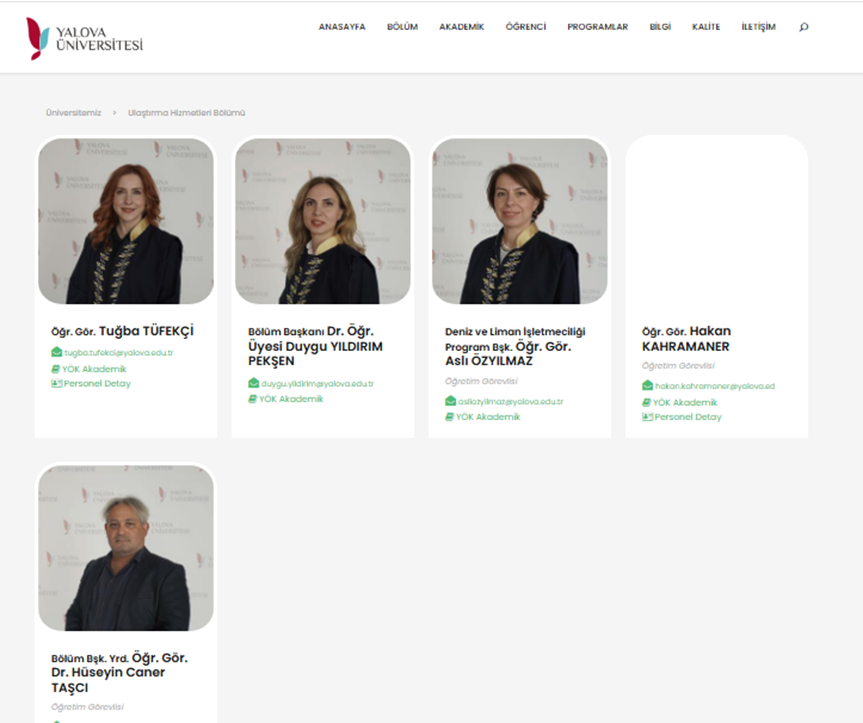 YALOVA
ÜNİVERSİTESİ
ANASAYFA BÖLÜM AKADEMİK ÖĞRENCİ PROGRAMLAR BİLGİ KALİTE İLETİŞİM
Üniversitemiz > Ulaştırma Hizmetleri Bölümü
Öğr. Gör. Tuğba TÜFEKÇİ
tugba.tufekci@yalova.edu.tr
YÖK Akademik
Personel Detay
Bölüm Başkanı Dr. Öğr.
Üyesi Duygu YILDIRIM
PEKŞEN
duygu.yildirim@yalova.edu.tr
YÖK Akademik
Deniz ve Liman İşletmeciliği
Program Bşk. Öğr. Gör.
Aslı ÖZYILMAZ
Öğretim Görevlisi
asliozyilmaz@yalova.edu.tr
YÖK Akademik
Öğr. Gör. Hakan
KAHRAMANER
Öğretim Görevlisi
hakan.kahramaner@yalova.ed
YÖK Akademik
Personel Detay
Bölüm Bşk. Yrd. Öğr. Gör.
Dr. Hüseyin Caner
TAŞCI
Öğretim Görevlisi